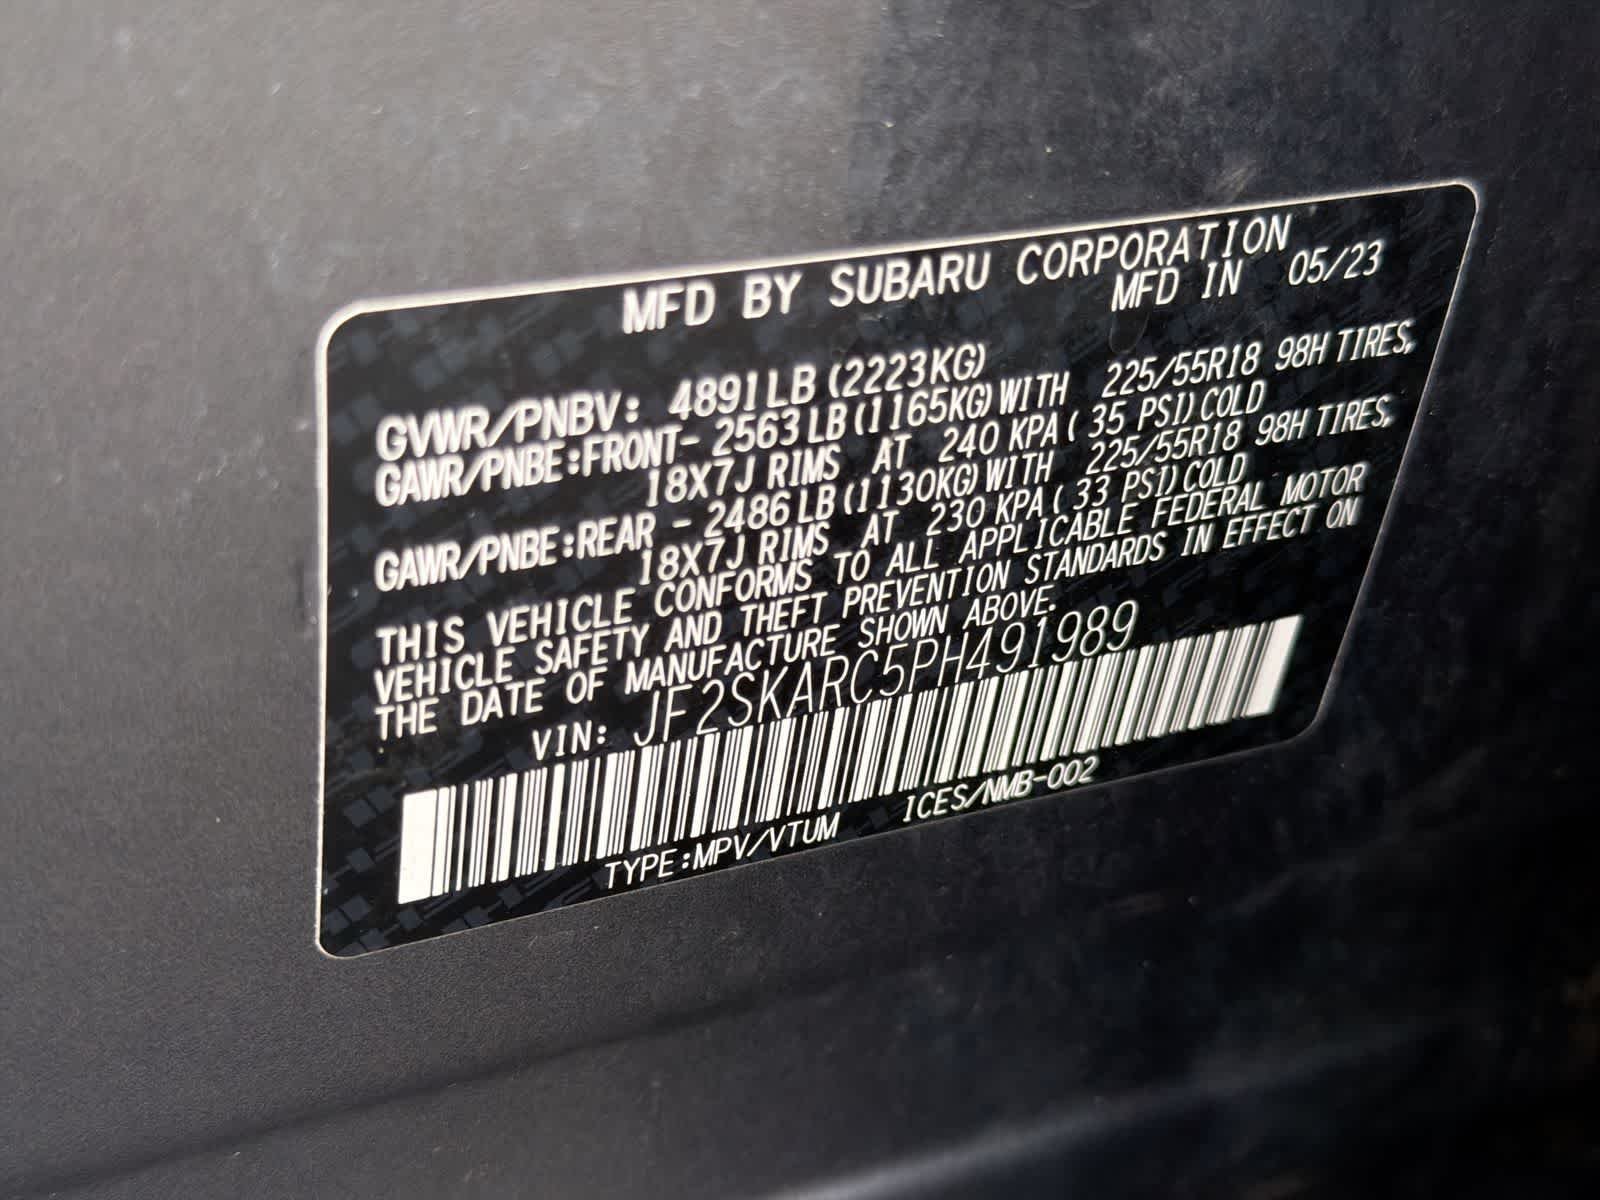 MFD BY SUBARU CORPORATION
MFD IN 05/23
GVWR/PNBV: 4891LB (2223KG)
GAWR/PNBE:FRONT- 2563LB(1165KG)WITH 225/55R18 98H TIRES,
18X7J RIMS AT 240 KPA( 35 PSI)COLD
GAWR/PNBE:REAR - 2486LB(1130KG)WITH 225/55R18 98H TIRES,
18X7J RIMS AT 230 KPA( 33 PSI)COLD
THIS VEHICLE CONFORMS TO ALL APPLICABLE FEDERAL MOTOR
VEHICLE SAFETY AND THEFT PREVENTION STANDARDS IN EFFECT ON
THE DATE OF MANUFACTURE SHOWN ABOVE.
VIN: JF2SKARC5PH491989
TYPE:MPV/VTUM ICES/NMB-002